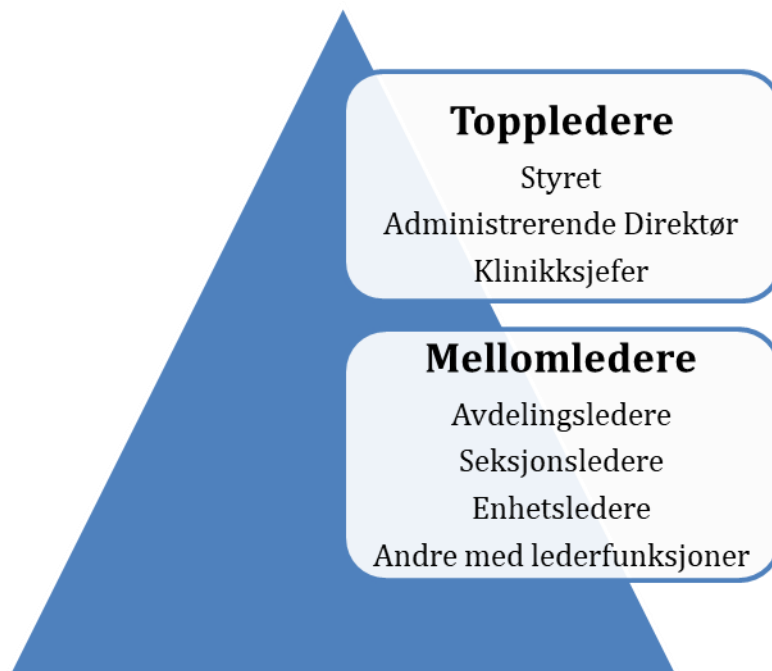 Toppledere
Styret
Administrerende Direktør
Klinikksjefer
Mellomledere
Avdelingsledere
Seksjonsledere
Enhetsledere
Andre med lederfunksjoner